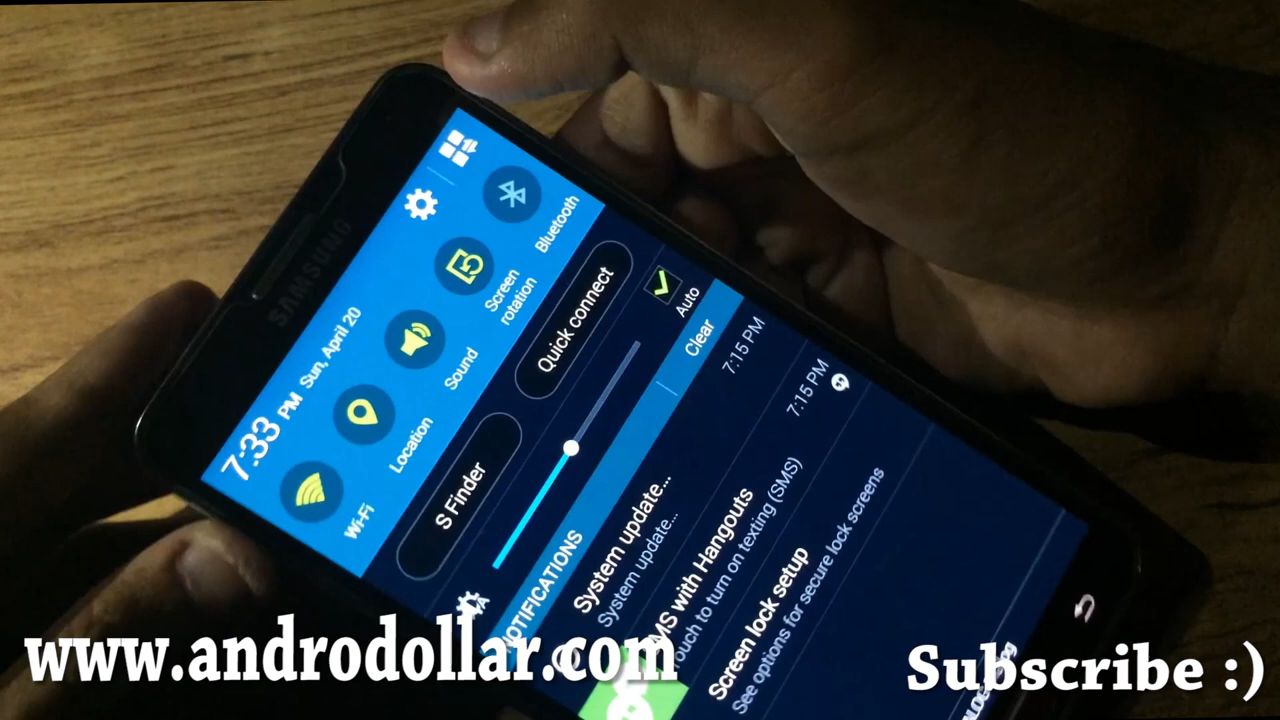 SAMSUNG
7:33 PM Sun, April 20
Wi-Fi
Location
Sound
Screen
rotation
Bluetooth
S Finder
Quick connect
Auto
NOTIFICATIONS
Clear
System update...
7:15 PM
System update...
SMS with Hangouts
7:15 PM
Touch to turn on texting (SMS)
Screen lock setup
See options for secure lock screens
www.androdollar.com
Subscribe :)